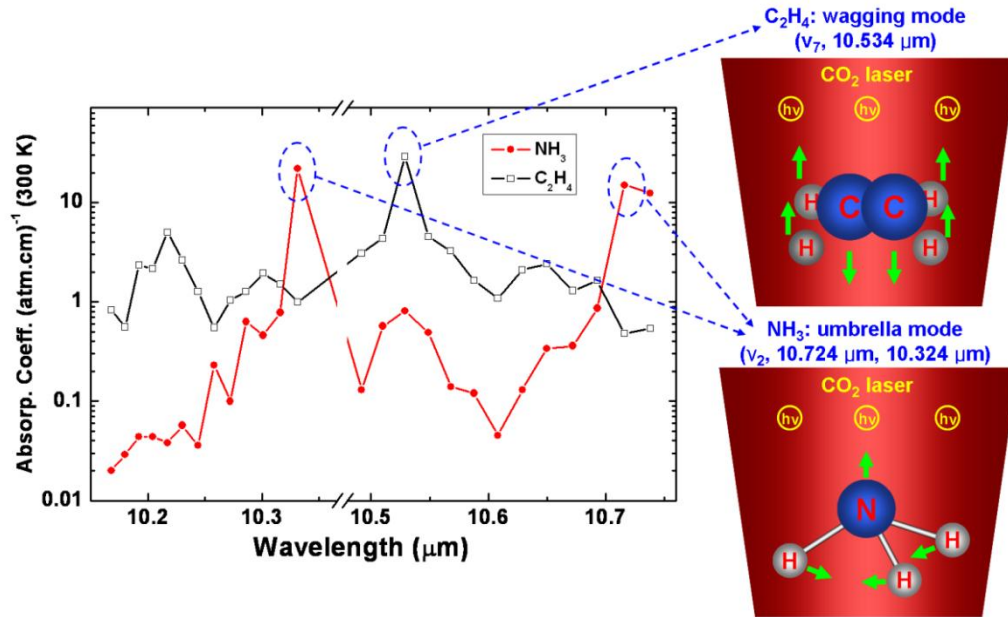 C₂H₄: wagging mode
(ν₇, 10.534 μm)
CO₂ laser
hν
hν
hν
H
C
C
H
H
H
NH₃
C₂H₄
Absorp. Coeff. (atm.cm)⁻¹ (300 K)
10
1
0.1
0.01
10.2
10.3
10.5
10.6
10.7
Wavelength (μm)
NH₃: umbrella mode
(ν₂, 10.724 μm, 10.324 μm)
CO₂ laser
hν
hν
hν
N
H
H
H